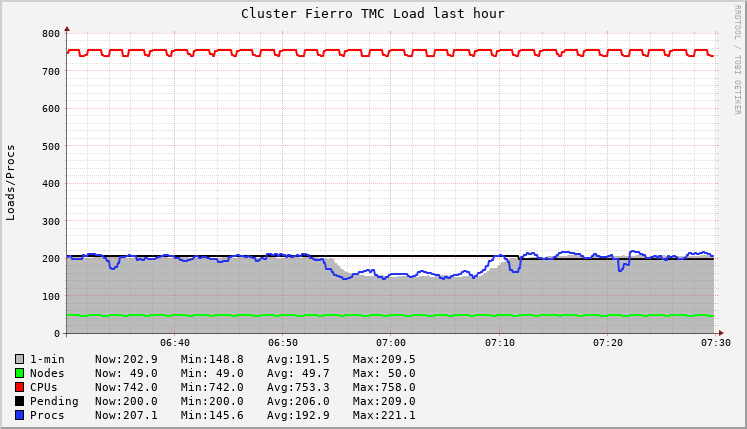 Cluster Fierro TMC Load last hour
RRDTOOL / TOBI OETIKER
Loads/Procs
800
700
600
500
400
300
200
100
0
06:40 06:50 07:00 07:10 07:20 07:30
1-min Now:202.9 Min:148.8 Avg:191.5 Max:209.5
Nodes Now: 49.0 Min: 49.0 Avg: 49.7 Max: 50.0
CPUs Now:742.0 Min:742.0 Avg:753.3 Max:758.0
Pending Now:200.0 Min:200.0 Avg:206.0 Max:209.0
Procs Now:207.1 Min:145.6 Avg:192.9 Max:221.1